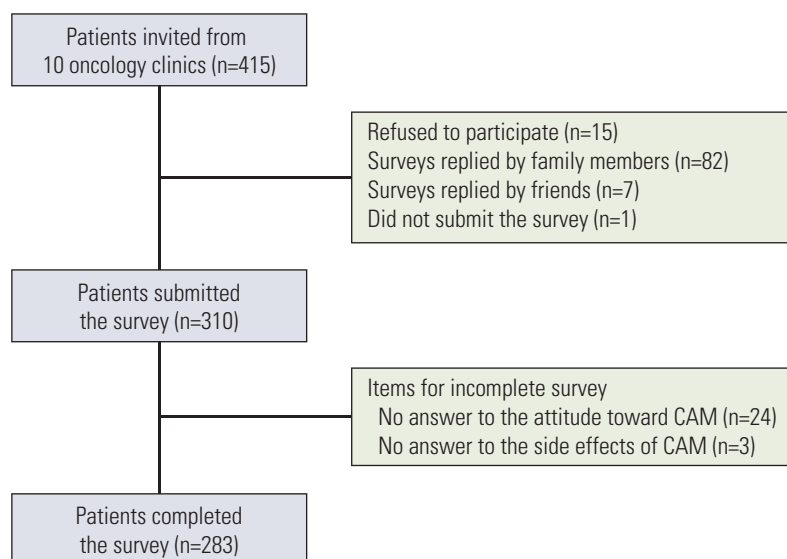 Patients invited from
10 oncology clinics (n=415)
Refused to participate (n=15)
Surveys replied by family members (n=82)
Surveys replied by friends (n=7)
Did not submit the survey (n=1)
Patients submitted
the survey (n=310)
Items for incomplete survey
No answer to the attitude toward CAM (n=24)
No answer to the side effects of CAM (n=3)
Patients completed
the survey (n=283)